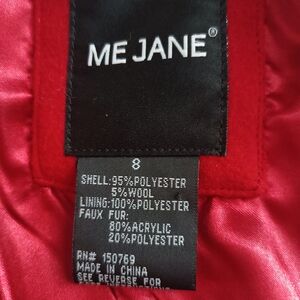 ME JANE®
8
SHELL:95%POLYESTER
5%WOOL
LINING:100%POLYESTER
FAUX FUR:
80%ACRYLIC
20%POLYESTER
RN# 150769
MADE IN CHINA
SEE REVERSE FOR